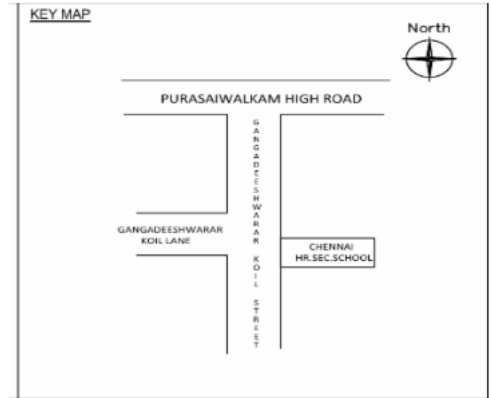 KEY MAP
North
PURASAIWALKAM HIGH ROAD
GANGADEESHWARAR KOIL STREET
GANGADEESHWARAR
KOIL LANE
CHENNAI
HR.SEC.SCHOOL